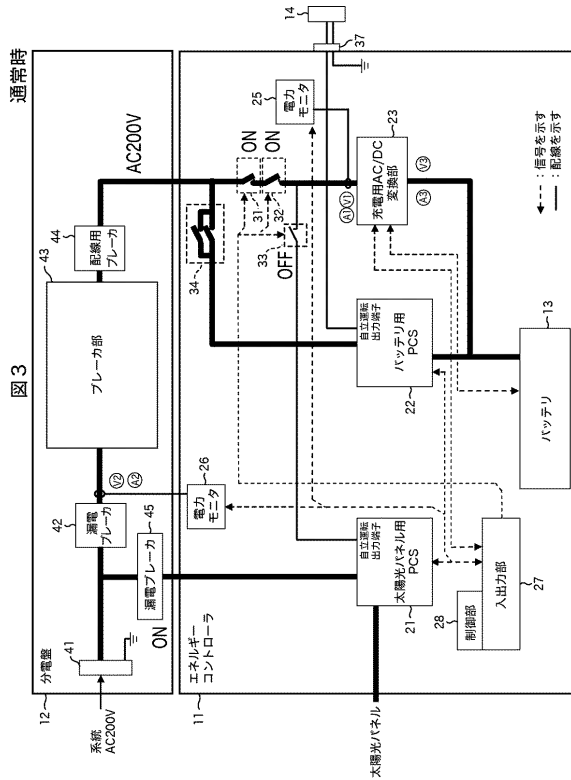 図3
通常時
12
分電盤
系統
AC200V
41
42
漏電
ブレーカ
45
漏電ブレーカ
ON
V2
A2
43
ブレーカ部
44
配線用
ブレーカ
AC200V
11
エネルギー
コントローラ
26
電力
モニタ
34
31
32
33
ON
ON
OFF
25
電力
モニタ
37
14
太陽光パネル
自立運転
出力端子
太陽光パネル用
PCS
21
自立運転
出力端子
バッテリ用
PCS
22
A1
V1
充電用AC/DC
変換部
23
A3
V3
28
制御部
入出力部
27
13
バッテリ
:信号を示す
:配線を示す